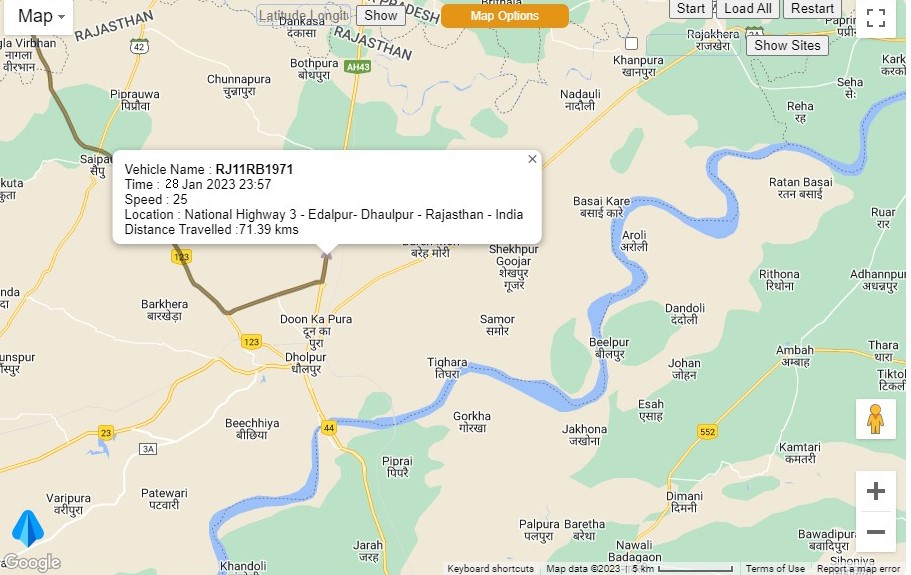 Map
Latitude Longit
Show
Map Options
Start
Load All
Restart
Show Sites
RAJASTHAN
RAJASTHAN
PRADESH
42
AH43
Dankasa
दंकासा
Bothpura
बोथपुरा
Virbhan
नागला
वीरभान
Piprauwa
पिप्रौवा
Chunnapura
चुन्नापुरा
Khanpura
खानपुरा
Rajakhera
राजखेरा
Nadauli
नादौली
Seha
सेः
Reha
रह
Saipa
सैंपु
Vehicle Name : RJ11RB1971
Time : 28 Jan 2023 23:57
Speed : 25
Location : National Highway 3 - Edalpur- Dhaulpur - Rajasthan - India
Distance Travelled :71.39 kms
Ratan Basai
रतन बसई
Basai Kare
बसाई कारे
Ruar
रार
Aroli
अरोली
बरेह मोरी
Shekhpur
Goojar
शेखपुर
गूजर
123
Rithona
रिथोना
Adhannpur
अधन्नपुर
Barkhera
बारखेड़ा
Doon Ka Pura
दून का
पुरा
Samor
समोर
Dandoli
दंदोली
123
Dholpur
धौलपुर
Beelpur
बीलपुर
Tighara
तिघरा
Johan
जोहन
Ambah
अम्बाह
Thara
थारा
Esah
एसाह
Beechhiya
बीछिया
Gorkha
गोरखा
Jakhona
जखोना
44
23
3A
552
Piprai
पिपरै
Kamtari
कमतरी
Patewari
पटवारी
Varipura
वरीपुरा
Dimani
दिमनी
Palpura
पलपुरा
Baretha
बरेथा
Jarah
जरह
Nawali
Badagaon
Khandoli
Google
Keyboard shortcuts
Map data ©2023
5 km
Terms of Use
Report a map error